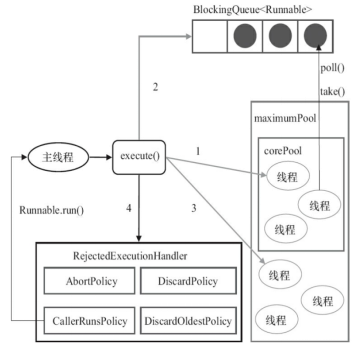 BlockingQueue<Runnable>
poll()
take()
2
maximumPool
corePool
1
线程
主线程
execute()
线程
3
线程
Runnable.run()
4
RejectedExecutionHandler
线程
AbortPolicy
DiscardPolicy
线程
CallerRunsPolicy
DiscardOldestPolicy
线程